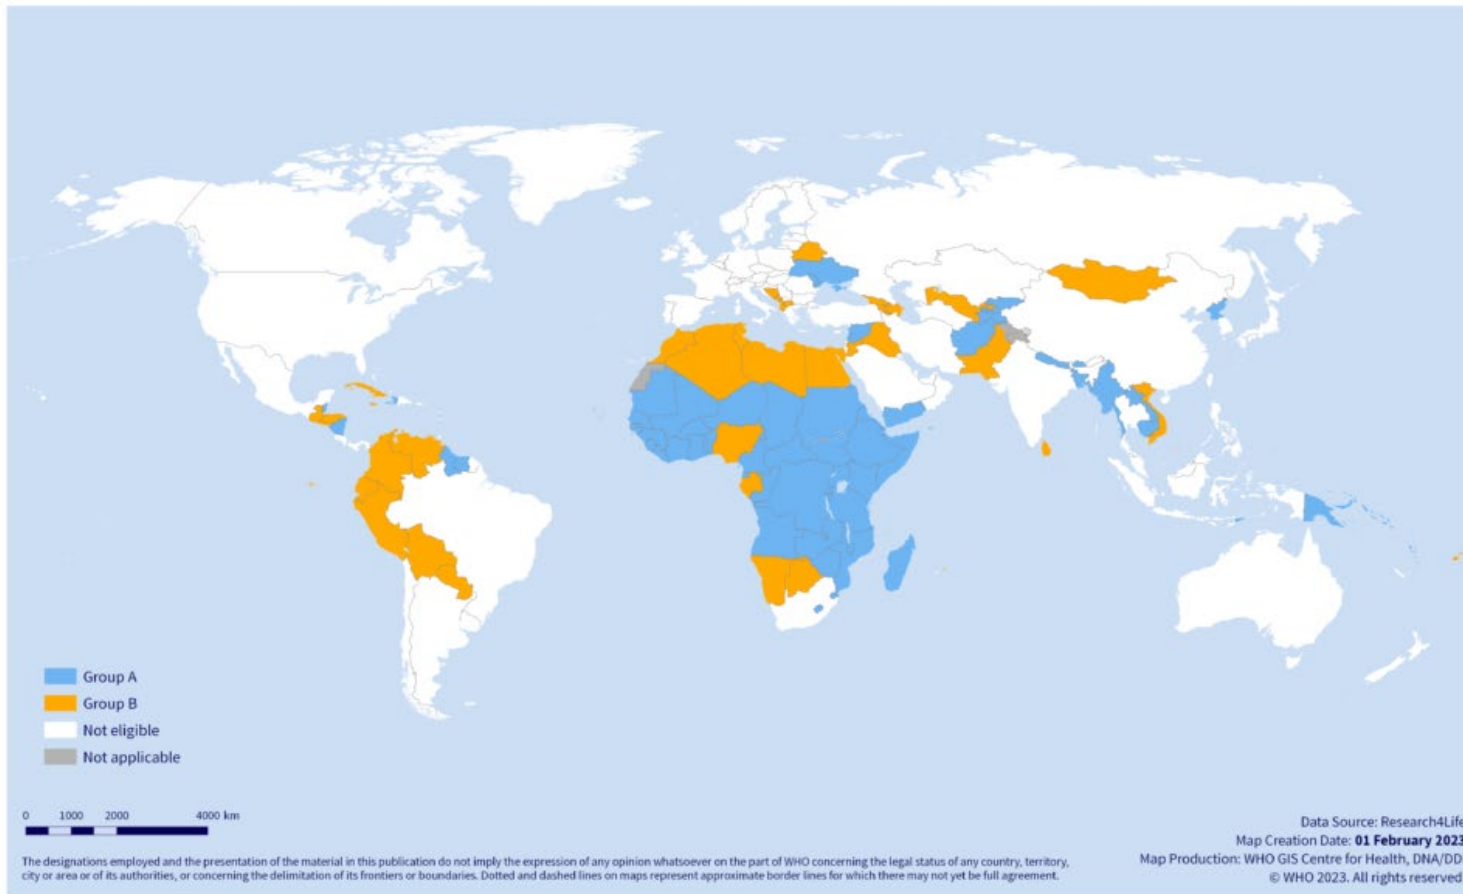 Group A
Group B
Not eligible
Not applicable
0 1000 2000 4000 km
Data Source: Research4Life
Map Creation Date: 01 February 2023
Map Production: WHO GIS Centre for Health, DNA/DD
© WHO 2023. All rights reserved
The designations employed and the presentation of the material in this publication do not imply the expression of any opinion whatsoever on the part of WHO concerning the legal status of any country, territory,
city or area or of its authorities, or concerning the delimitation of its frontiers or boundaries. Dotted and dashed lines on maps represent approximate border lines for which there may not yet be full agreement.